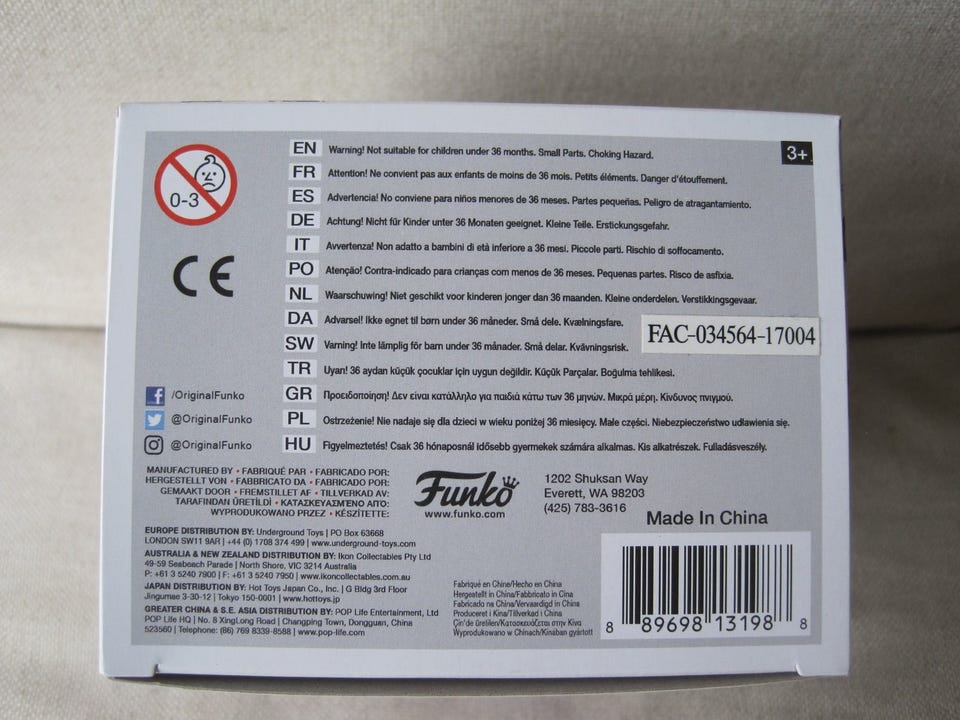 0-3
EN Warning! Not suitable for children under 36 months. Small Parts. Choking Hazard.
3+
FR Attention! Ne convient pas aux enfants de moins de 36 mois. Petits éléments. Danger d'étouffement.
ES Advertencia! No conviene para niños menores de 36 meses. Partes pequeñas. Peligro de atragantamiento.
DE Achtung! Nicht für Kinder unter 36 Monaten geeignet. Kleine Teile. Erstickungsgefahr.
IT Avvertenza! Non adatto a bambini di età inferiore a 36 mesi. Piccole parti. Rischio di soffocamento.
CE
PO Atenção! Contra-indicado para crianças com menos de 36 meses. Pequenas partes. Risco de asfixia.
NL Waarschuwing! Niet geschikt voor kinderen jonger dan 36 maanden. Kleine onderdelen. Verstikkingsgevaar.
DA Advarsel! Ikke egnet til børn under 36 måneder. Små dele. Kvælningsfare.
FAC-034564-17004
SW Varning! Inte lämplig för barn under 36 månader. Små delar. Kvävningsrisk.
TR Uyarı! 36 aydan küçük çocuklar için uygun değildir. Küçük Parçalar. Boğulma tehlikesi.
GR Προειδοποίηση! Δεν είναι κατάλληλο για παιδιά κάτω των 36 μηνών. Μικρά μέρη. Κίνδυνος πνιγμού.
PL Ostrzeżenie! Nie nadaje się dla dzieci w wieku poniżej 36 miesięcy. Małe części. Niebezpieczeństwo udławienia się.
HU Figyelmeztetés! Csak 36 hónaposnál idősebb gyermekek számára alkalmas. Kis alkatrészek. Fulladásveszély.
/OriginalFunko
@OriginalFunko
@OriginalFunko
MANUFACTURED BY • FABRIQUÉ PAR • FABRICADO POR:
HERGESTELLT VON • FABBRICATO DA • FABRICADO POR:
GEMAAKT DOOR • FREMSTILLET AF • TILLVERKAD AV:
TARAFINDAN ÜRETİLDİ • ΚΑΤΑΣΚΕΥΑΣΜΕΝΟ ΑΠΟ:
WYPRODUKOWANO PRZEZ • KÉSZÍTETTE:
Funko
www.funko.com
1202 Shuksan Way
Everett, WA 98203
(425) 783-3616
Made In China
EUROPE DISTRIBUTION BY: Underground Toys | PO Box 63668
LONDON SW11 9AR | +44 (0) 1708 374 499 | www.underground-toys.com
AUSTRALIA & NEW ZEALAND DISTRIBUTION BY: Ikon Collectables Pty Ltd
49-59 Seabeach Parade | North Shore, VIC 3214 Australia
P: +61 3 5240 7900 | F: +61 3 5240 7950 | www.ikoncollectables.com.au
JAPAN DISTRIBUTION BY: Hot Toys Japan Co., Inc. | G Bldg 3rd Floor
Jingumae 3-30-12 | Tokyo 150-0001 | www.hottoys.jp
GREATER CHINA & S.E. ASIA DISTRIBUTION BY: POP Life Entertainment, Ltd
POP Life HQ | No. 8 XingLong Road | Changping Town, Dongguan, China
523560 | Telephone: (86) 769 8339-8588 | www.pop-life.com
Fabriqué en Chine/Hecho en China
Hergestellt in China/Fabbricato in Cina
Fabricado na China/Vervaardigd in China
Produceret i Kina/Tillverkad i China
Çin'de üretilen/Κατασκευάζεται στην Κίνα
Wyprodukowano w Chinach/Kínában gyártott
8 89698 13198 8